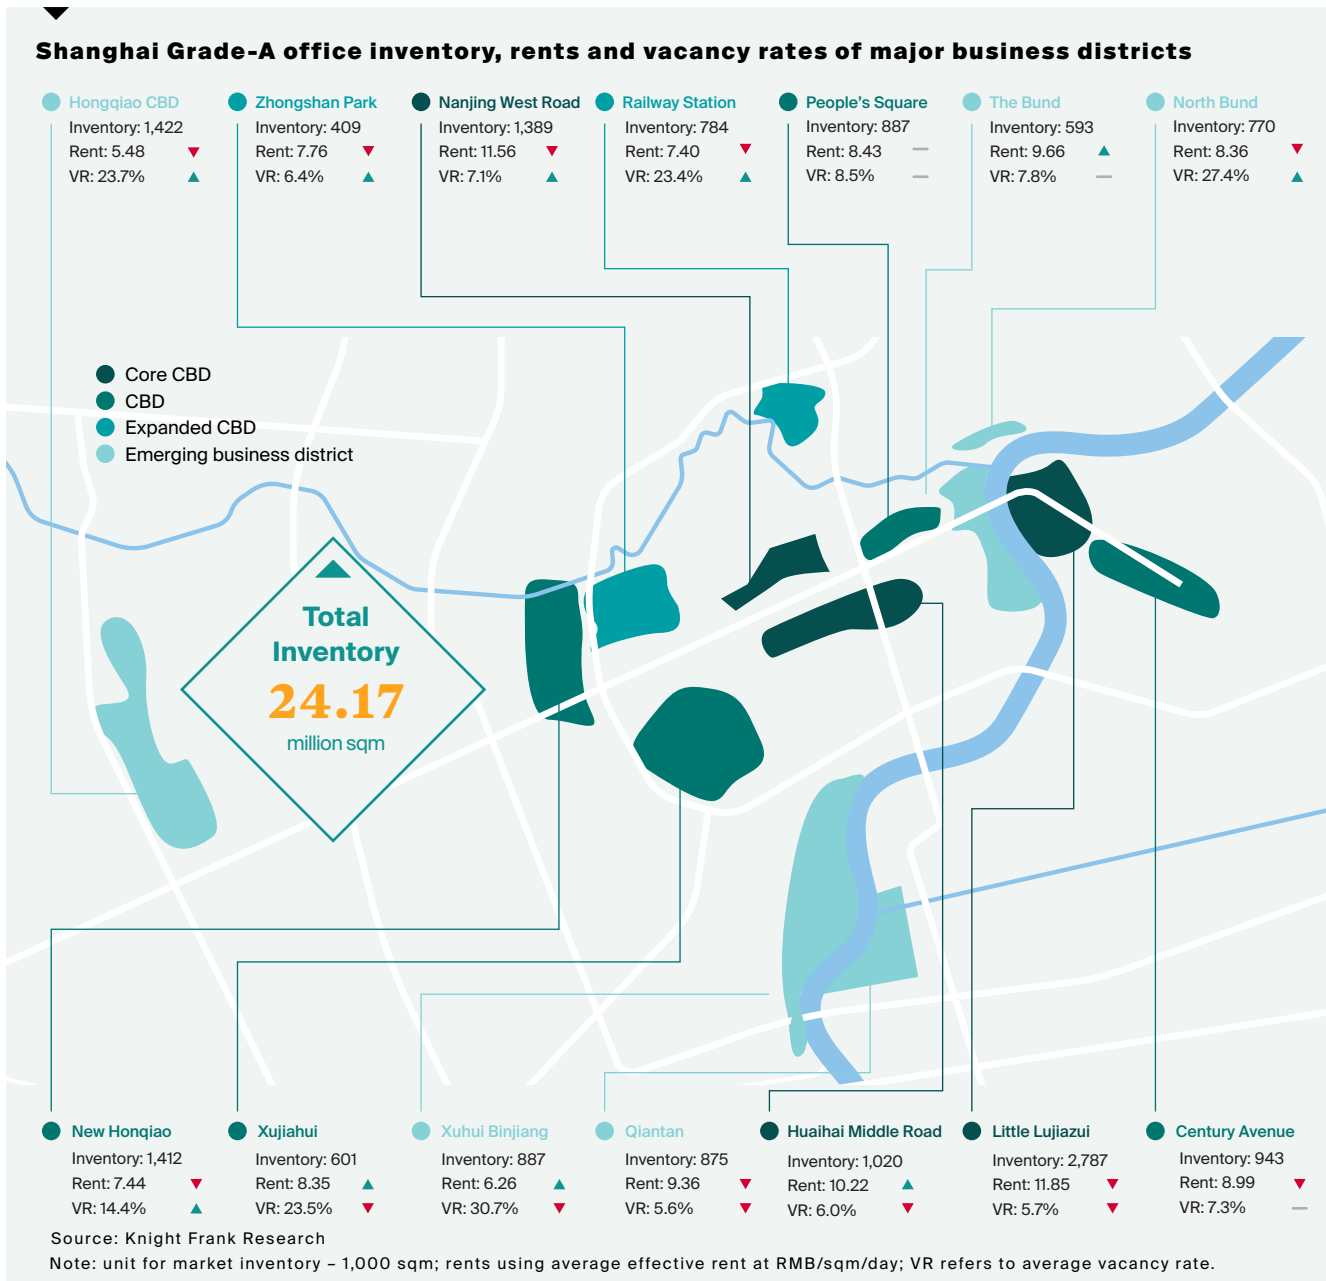 Shanghai Grade-A office inventory, rents and vacancy rates of major business districts
Hongqiao CBD
Inventory: 1,422
Rent: 5.48
VR: 23.7%
Zhongshan Park
Inventory: 409
Rent: 7.76
VR: 6.4%
Nanjing West Road
Inventory: 1,389
Rent: 11.56
VR: 7.1%
Railway Station
Inventory: 784
Rent: 7.40
VR: 23.4%
People's Square
Inventory: 887
Rent: 8.43
VR: 8.5%
The Bund
Inventory: 593
Rent: 9.66
VR: 7.8%
North Bund
Inventory: 770
Rent: 8.36
VR: 27.4%
Core CBD
CBD
Expanded CBD
Emerging business district
Total
Inventory
24.17
million sqm
New Honqiao
Inventory: 1,412
Rent: 7.44
VR: 14.4%
Xujiahui
Inventory: 601
Rent: 8.35
VR: 23.5%
Xuhui Binjiang
Inventory: 887
Rent: 6.26
VR: 30.7%
Qiantan
Inventory: 875
Rent: 9.36
VR: 5.6%
Huaihai Middle Road
Inventory: 1,020
Rent: 10.22
VR: 6.0%
Little Lujiazui
Inventory: 2,787
Rent: 11.85
VR: 5.7%
Century Avenue
Inventory: 943
Rent: 8.99
VR: 7.3%
Source: Knight Frank Research
Note: unit for market inventory – 1,000 sqm; rents using average effective rent at RMB/sqm/day; VR refers to average vacancy rate.